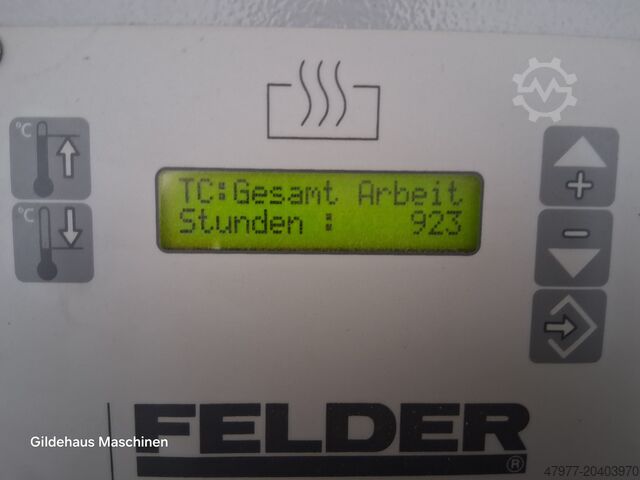 °C
°C
TC:Gesamt Arbeit
Stunden : 923
+
-
FELDER®
Gildehaus Maschinen
47977-20403970